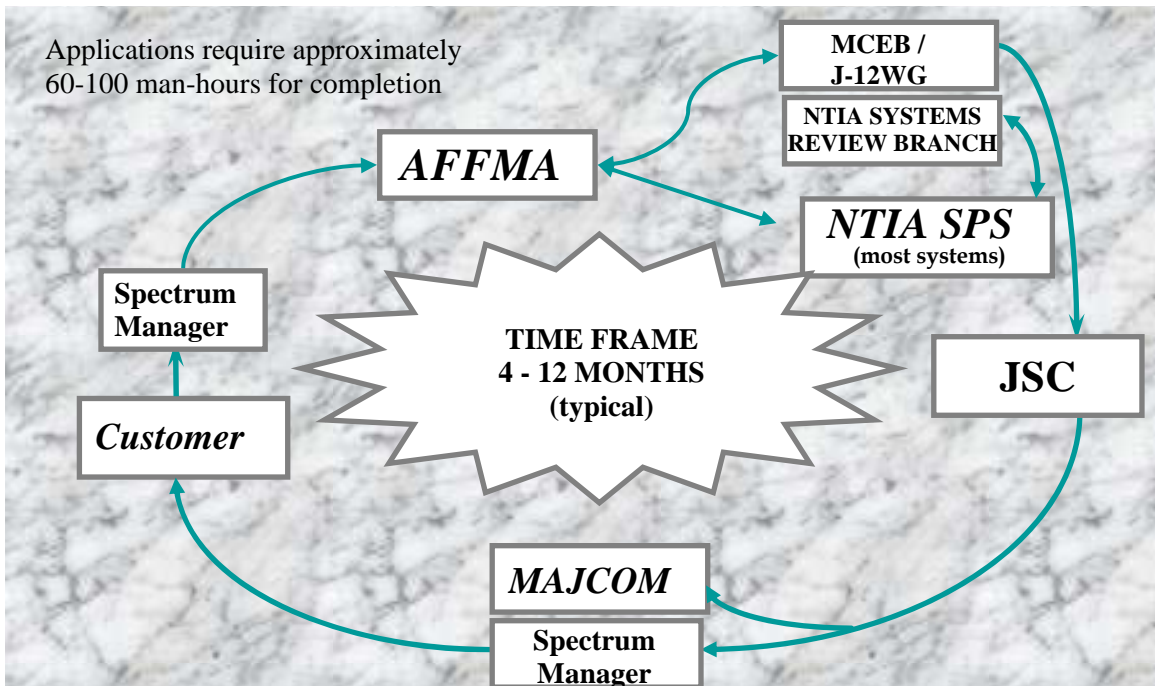 Applications require approximately
60-100 man-hours for completion
MCEB /
J-12WG
NTIA SYSTEMS
REVIEW BRANCH
AFFMA
NTIA SPS
(most systems)
Spectrum
Manager
TIME FRAME
4 - 12 MONTHS
(typical)
JSC
Customer
MAJCOM
Spectrum
Manager